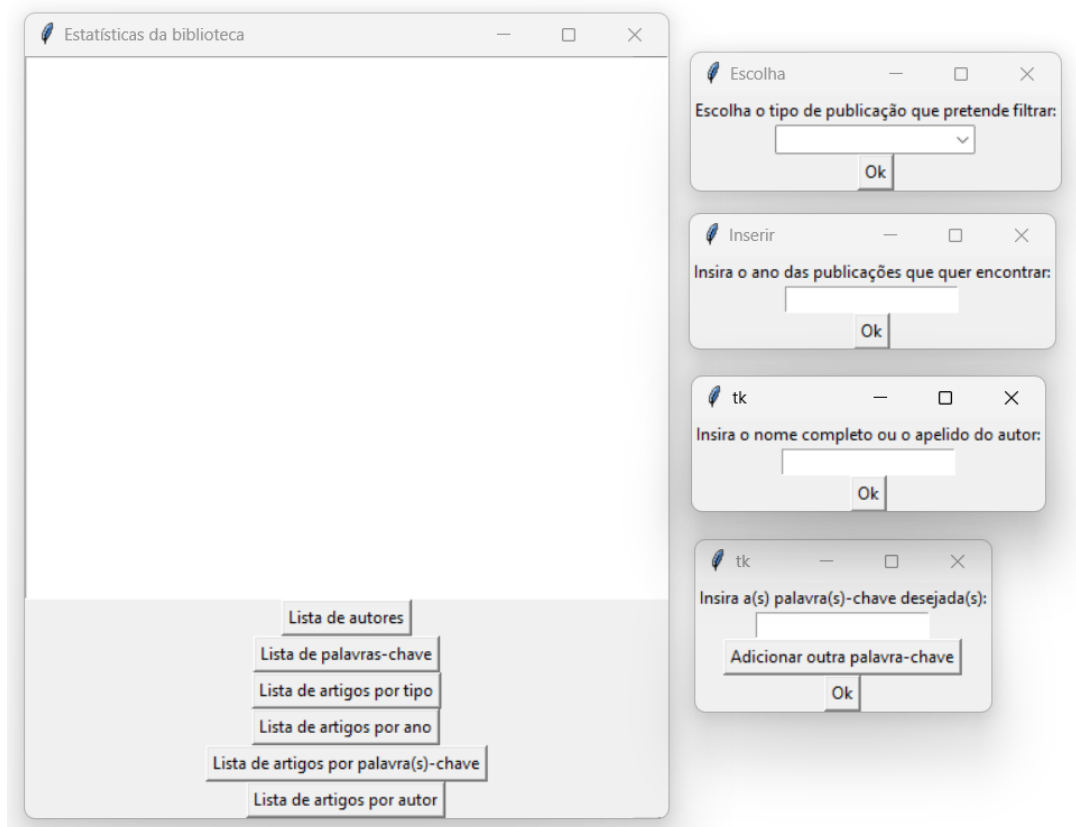 Estatísticas da biblioteca
Lista de autores
Lista de palavras-chave
Lista de artigos por tipo
Lista de artigos por ano
Lista de artigos por palavra(s)-chave
Lista de artigos por autor
Escolha
Escolha o tipo de publicação que pretende filtrar:
Ok
Inserir
Insira o ano das publicações que quer encontrar:
Ok
tk
Insira o nome completo ou o apelido do autor:
Ok
tk
Insira a(s) palavra(s)-chave desejada(s):
Adicionar outra palavra-chave
Ok